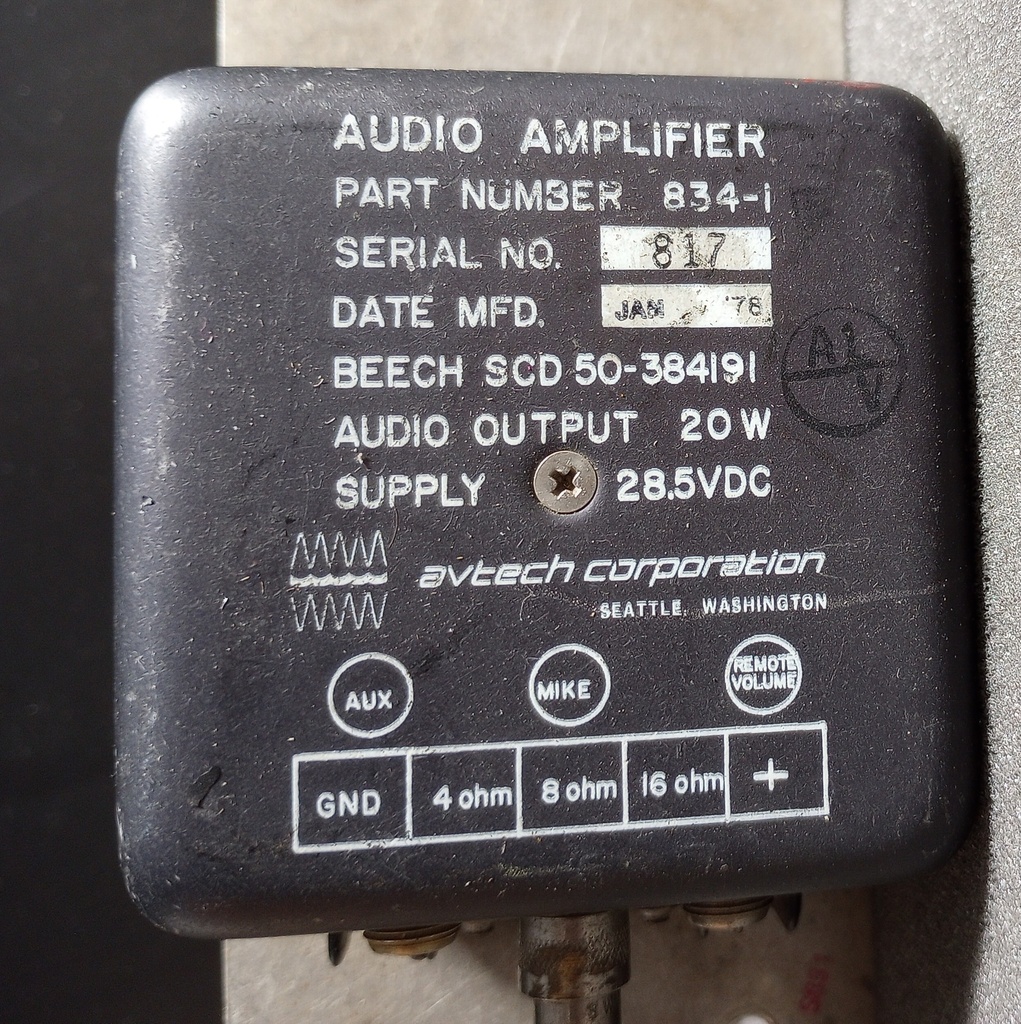 AUDIO AMPLIFIER
PART NUMBER 834-1
SERIAL NO. 817
DATE MFD. JAN '78
BEECH SCD 50-384191
AUDIO OUTPUT 20W
SUPPLY 28.5VDC
avtech corporation
SEATTLE, WASHINGTON
AUX MIKE REMOTE VOLUME
GND 4 ohm 8 ohm 16 ohm +